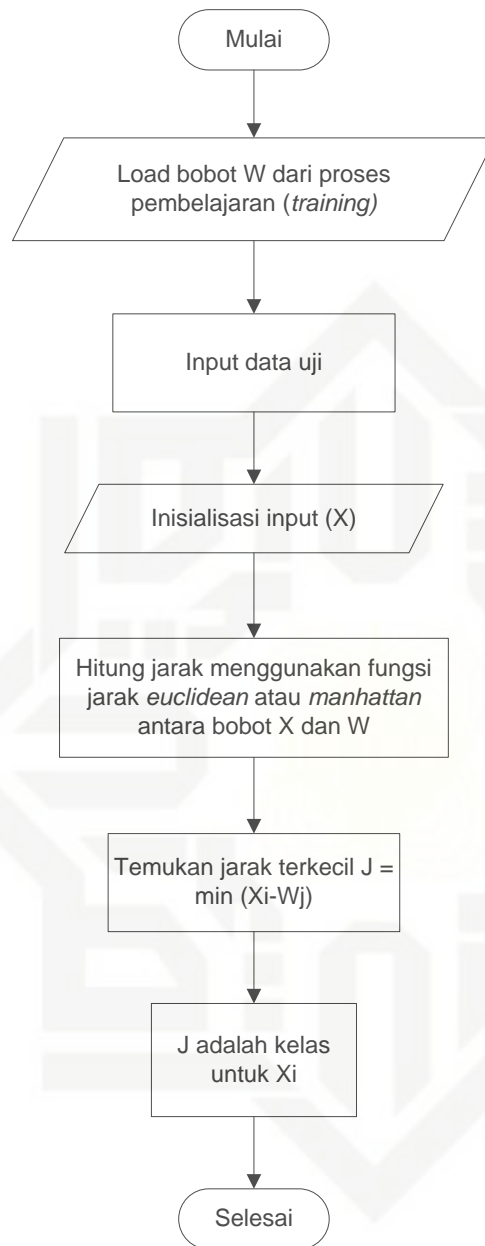 Mulai
Load bobot W dari proses
pembelajaran (training)
Input data uji
Inisialisasi input (X)
Hitung jarak menggunakan fungsi
jarak euclidean atau manhattan
antara bobot X dan W
Temukan jarak terkecil J =
min (Xi-Wj)
J adalah kelas
untuk Xi
Selesai